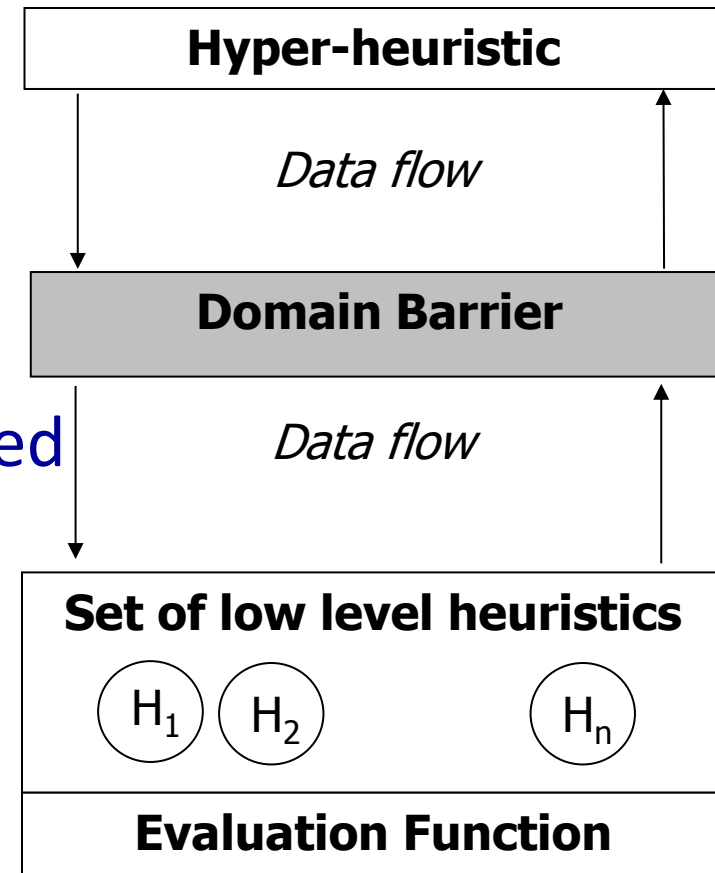 Hyper-heuristic
Data flow
Domain Barrier
ed
Data flow
Set of low level heuristics
H₁ H₂ Hₙ
Evaluation Function